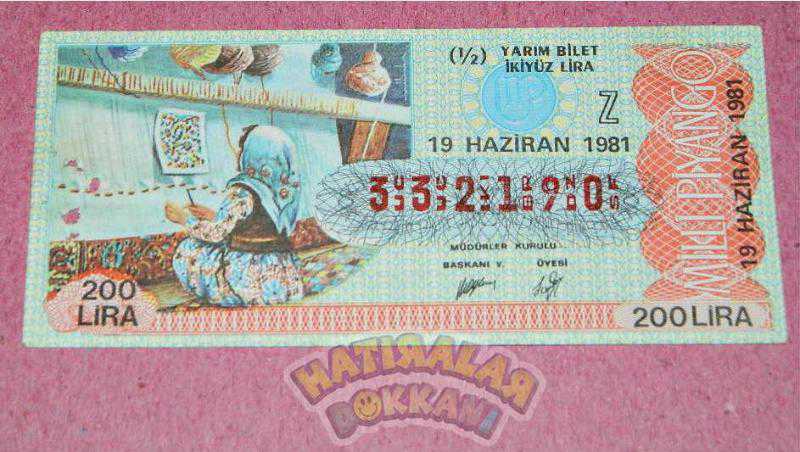 (½) YARIM BİLET
İKİYÜZ LİRA
MP
Z
19 HAZİRAN 1981
332190
MÜDÜRLER KURULU
BAŞKANI V. ÜYESİ
200
LİRA
200 LİRA
MİLLİ PİYANGO
19 HAZİRAN 1981
HATIRALAR
DÜKKANI